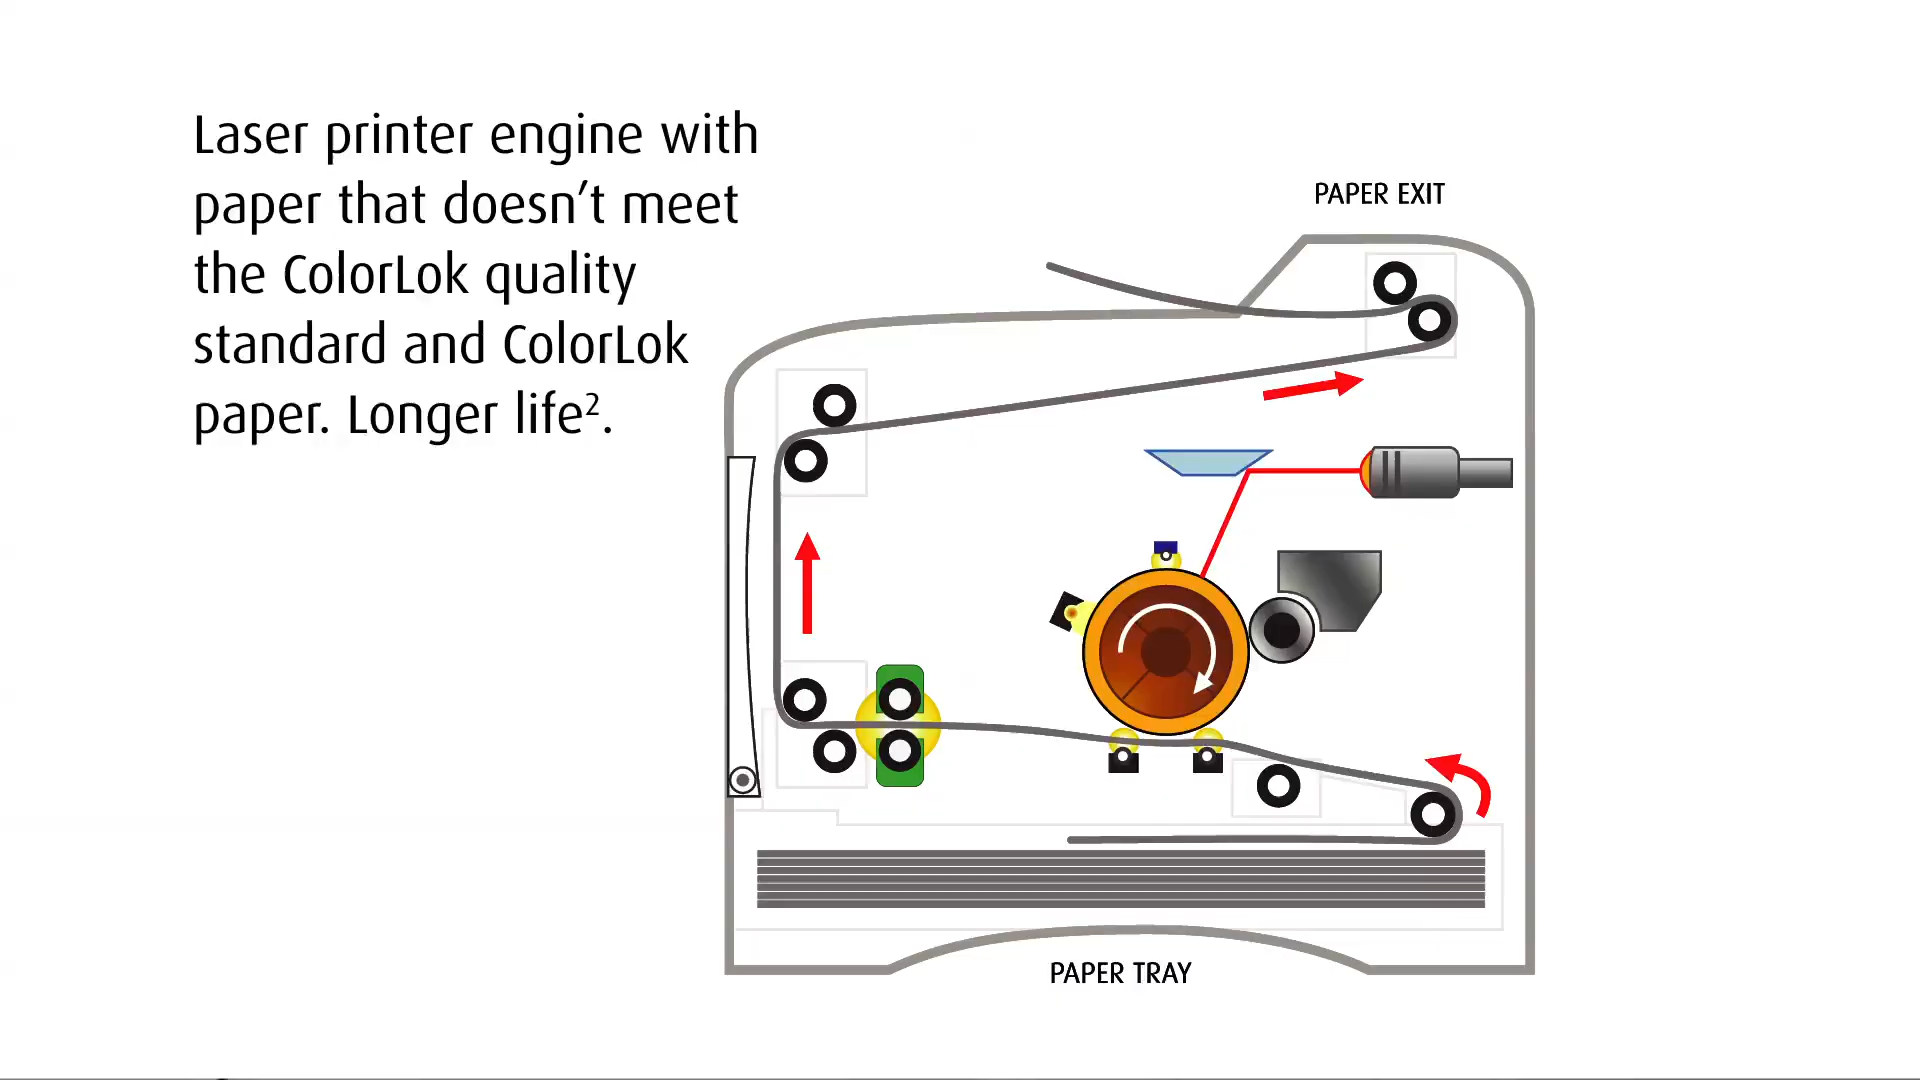 Laser printer engine with
paper that doesn’t meet
the ColorLok quality
standard and ColorLok
paper. Longer life².
PAPER EXIT
PAPER TRAY